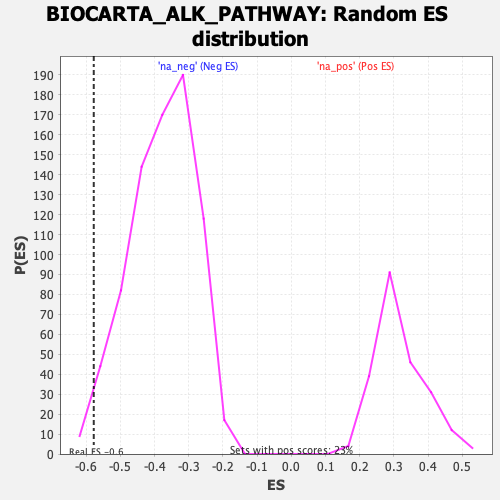 BIOCARTA_ALK_PATHWAY: Random ES
distribution
'na_neg' (Neg ES)
'na_pos' (Pos ES)
190
180
170
160
150
140
130
120
110
100
90
80
70
60
50
40
30
20
10
0
P(ES)
Real ES -0.6
Sets with pos scores: 23%
-0.6 -0.5 -0.4 -0.3 -0.2 -0.1 0.0 0.1 0.2 0.3 0.4 0.5
ES